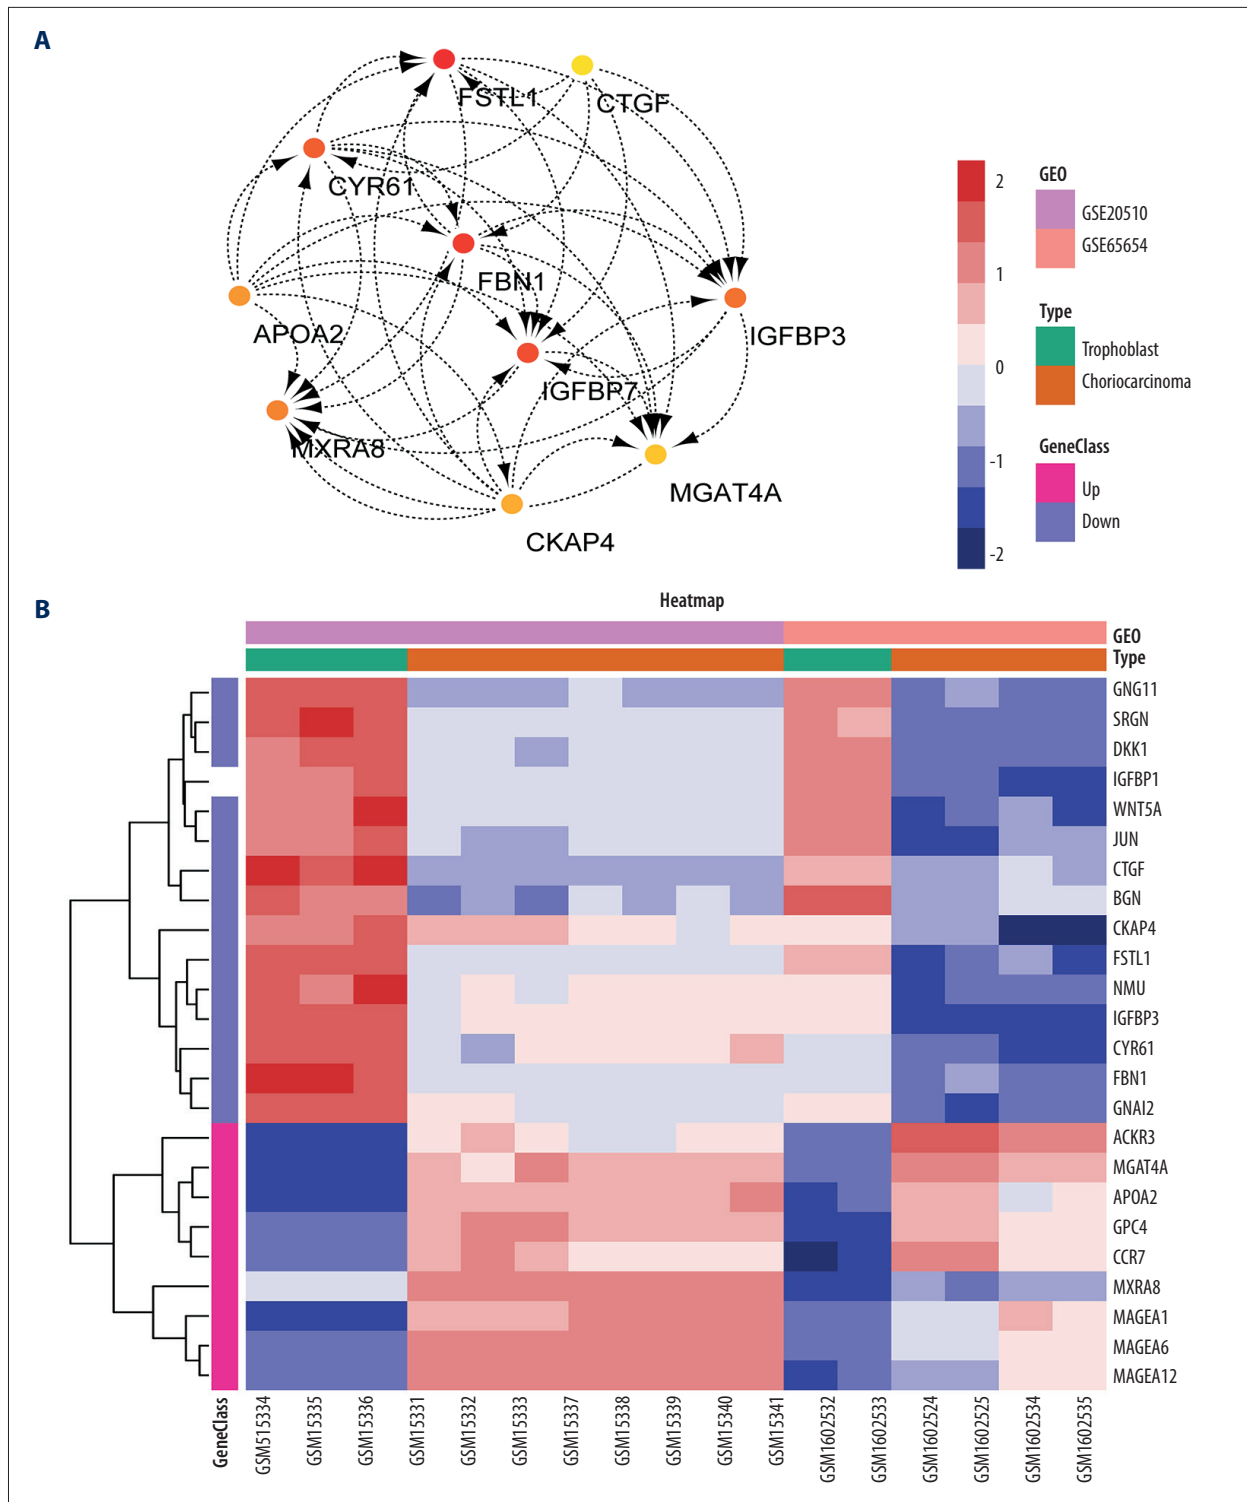 A
FSTL1
CTGF
CYR61
FBN1
APOA2
IGFBP3
IGFBP7
MXRA8
MGAT4A
CKAP4
2
1
0
-1
-2
GEO
GSE20510
GSE65654
Type
Trophoblast
Choriocarcinoma
GeneClass
Up
Down
B
Heatmap
GEO
Type
GNG11
SRGN
DKK1
IGFBP1
WNT5A
JUN
CTGF
BGN
CKAP4
FSTL1
NMU
IGFBP3
CYR61
FBN1
GNAI2
ACKR3
MGAT4A
APOA2
GPC4
CCR7
MXRA8
MAGEA1
MAGEA6
MAGEA12
GeneClass
GSM515334
GSM15335
GSM15336
GSM15331
GSM15332
GSM15333
GSM15337
GSM15338
GSM15339
GSM15340
GSM15341
GSM1602532
GSM1602533
GSM1602524
GSM1602525
GSM1602534
GSM1602535